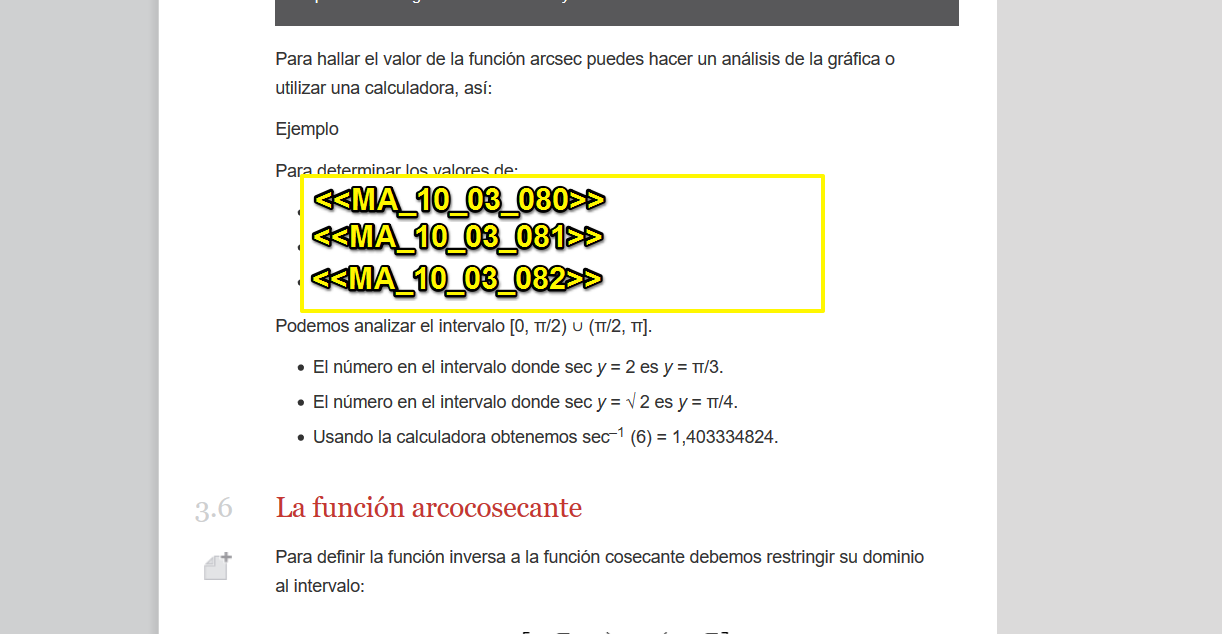 Para hallar el valor de la función arcsec puedes hacer un análisis de la gráfica o
utilizar una calculadora, así:
Ejemplo
Para determinar los valores de:
<<MA_10_03_080>>
<<MA_10_03_081>>
<<MA_10_03_082>>
Podemos analizar el intervalo [0, π/2) ∪ (π/2, π].
• El número en el intervalo donde sec y = 2 es y = π/3.
• El número en el intervalo donde sec y = √ 2 es y = π/4.
• Usando la calculadora obtenemos sec⁻¹ (6) = 1,403334824.
3.6 La función arcocosecante
Para definir la función inversa a la función cosecante debemos restringir su dominio
al intervalo: